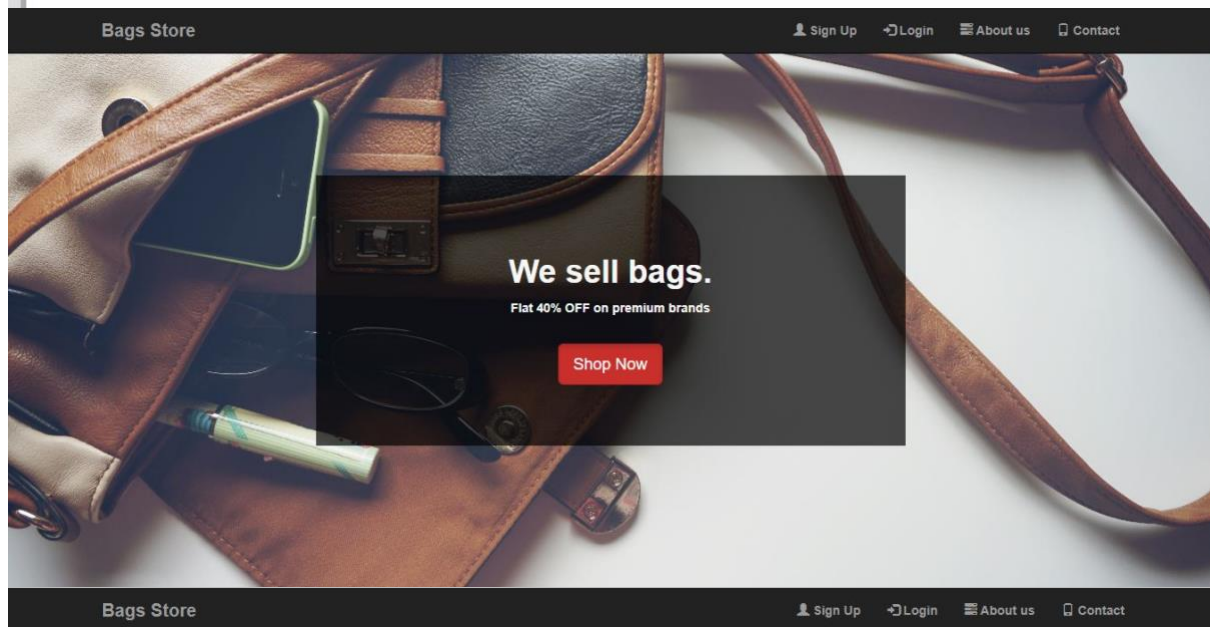 Bags Store Sign Up Login About us Contact
We sell bags.
Flat 40% OFF on premium brands
Shop Now
Bags Store Sign Up Login About us Contact